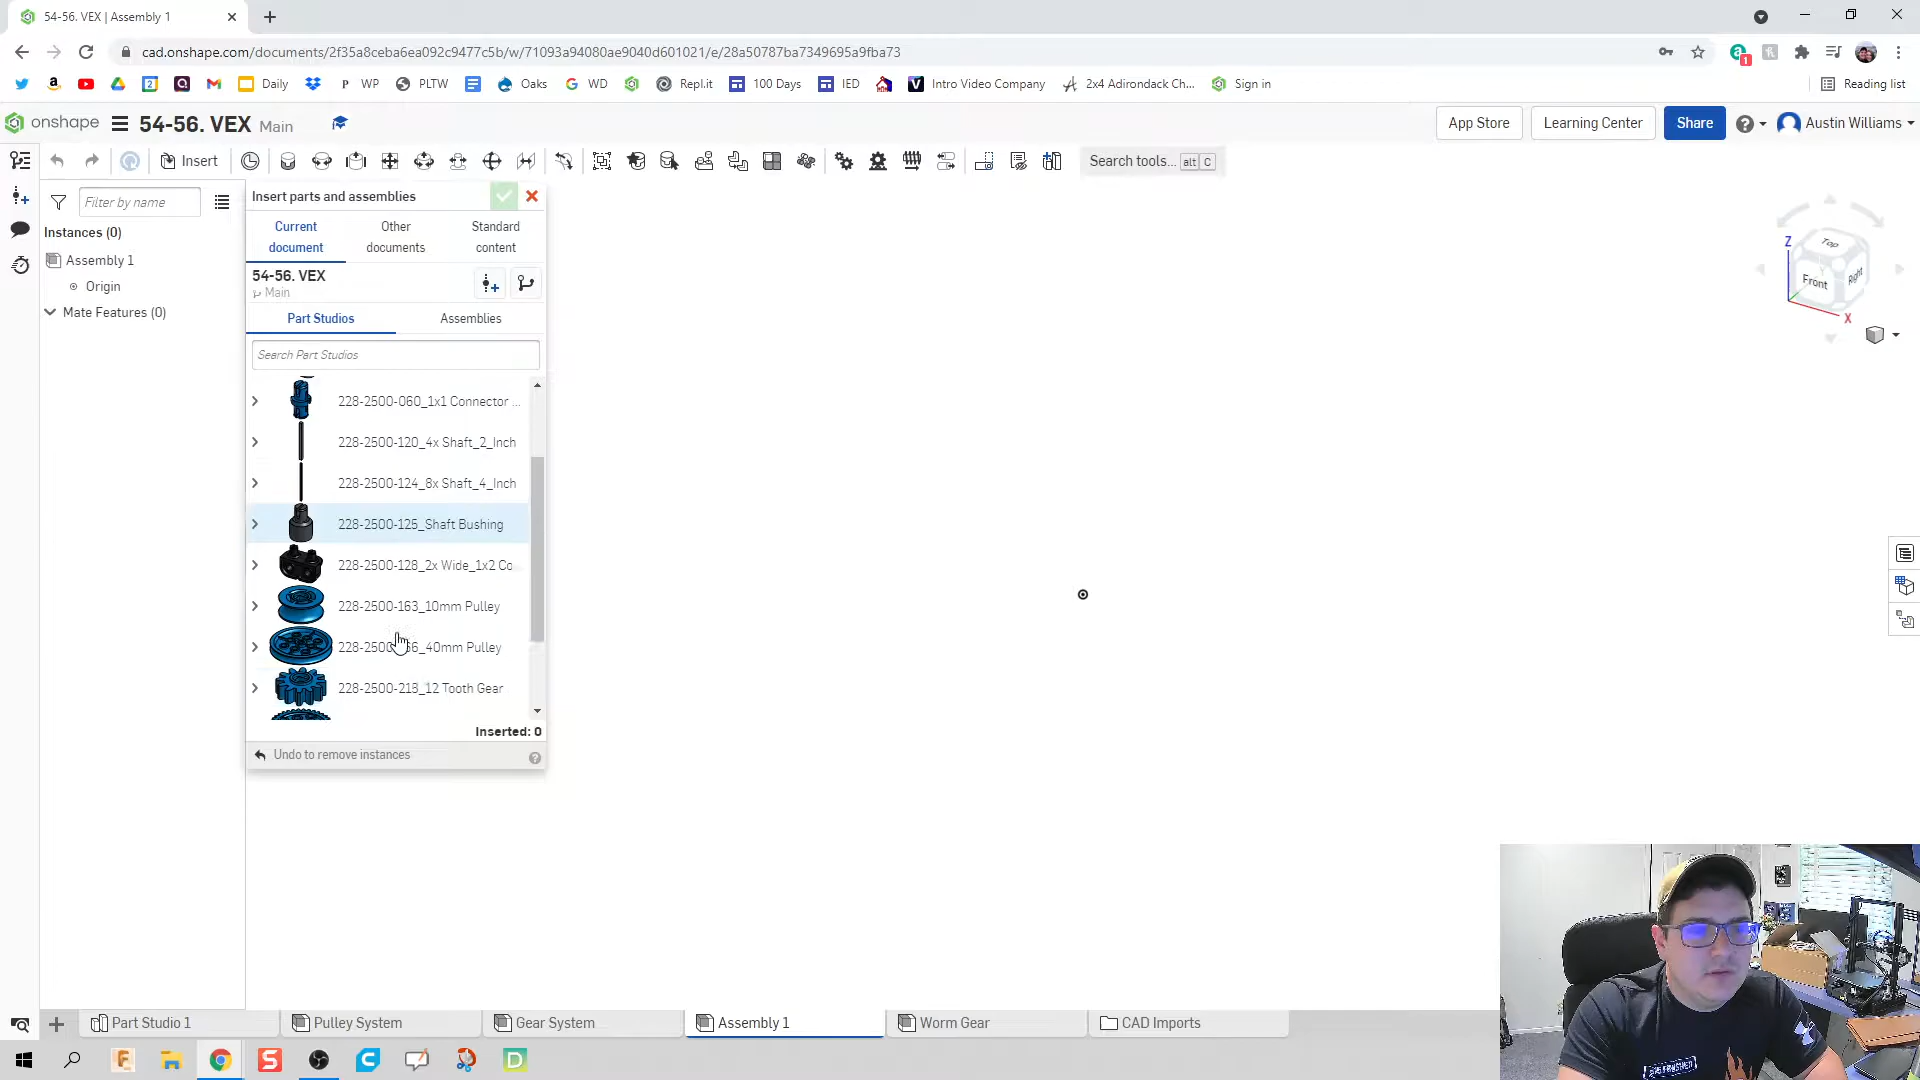 54-56. VEX | Assembly 1
cad.onshape.com/documents/2f35a8ceba6ea092c9477c5b/w/71093a94080ae9040d601021/e/28a50787ba7349695a9fba73
Daily
P WP
PLTW
Oaks
WD
Repl.it
100 Days
IED
Intro Video Company
2x4 Adirondack Ch...
Sign in
Reading list
onshape
54-56. VEX Main
App Store
Learning Center
Share
Austin Williams
Insert
Search tools... alt C
Filter by name
Instances (0)
Assembly 1
Origin
Mate Features (0)
Insert parts and assemblies
Current document
Other documents
Standard content
54-56. VEX
Main
Part Studios
Assemblies
Search Part Studios
228-2500-060_1x1 Connector ...
228-2500-120_4x Shaft_2_Inch
228-2500-124_8x Shaft_4_Inch
228-2500-125_Shaft Bushing
228-2500-128_2x Wide_1x2 Co
228-2500-163_10mm Pulley
228-2500-166_40mm Pulley
228-2500-213_12 Tooth Gear
Inserted: 0
Undo to remove instances
Top
Front
Right
Z
X
Part Studio 1
Pulley System
Gear System
Assembly 1
Worm Gear
CAD Imports